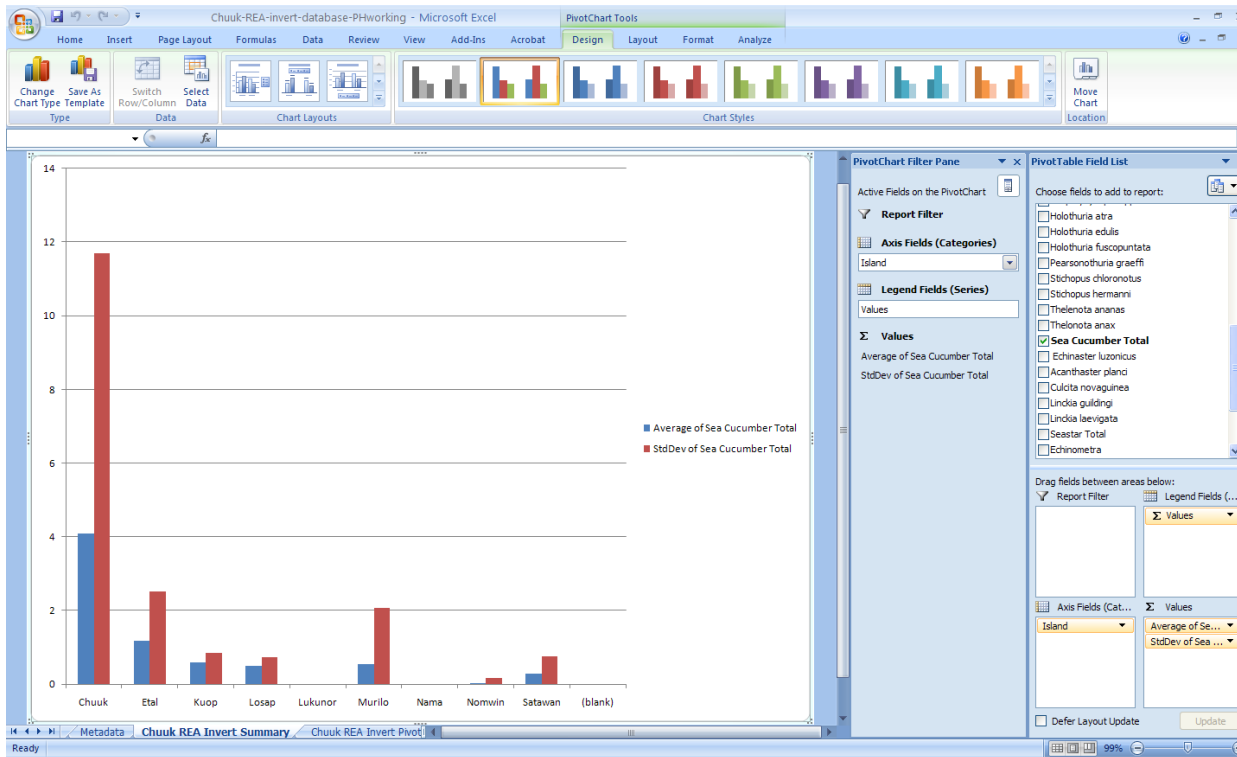 Chuuk-REA-invert-database-PHworking - Microsoft Excel
PivotChart Tools
Home Insert Page Layout Formulas Data Review View Add-Ins Acrobat Design Layout Format Analyze
Change Chart Type
Save As Template
Switch Row/Column
Select Data
Move Chart
Type Data Chart Layouts Chart Styles Location
fx
14
12
10
8
6
4
2
0
Chuuk Etal Kuop Losap Lukunor Murilo Nama Nomwin Satawan (blank)
Average of Sea Cucumber Total
StdDev of Sea Cucumber Total
PivotChart Filter Pane
Active Fields on the PivotChart
Report Filter
Axis Fields (Categories)
Island
Legend Fields (Series)
Values
Σ Values
Average of Sea Cucumber Total
StdDev of Sea Cucumber Total
PivotTable Field List
Choose fields to add to report:
Holothuria atra
Holothuria edulis
Holothuria fuscopuntata
Pearsonothuria graeffi
Stichopus chloronotus
Stichopus hermanni
Thelenota ananas
Thelonota anax
Sea Cucumber Total
Echinaster luzonicus
Acanthaster planci
Culcita novaguinea
Linckia guildingi
Linckia laevigata
Seastar Total
Echinometra
Drag fields between areas below:
Report Filter Legend Fields (...
Σ Values
Axis Fields (Cat... Σ Values
Island
Average of Se...
StdDev of Sea ...
Defer Layout Update Update
Metadata Chuuk REA Invert Summary Chuuk REA Invert Pivot
Ready
99%